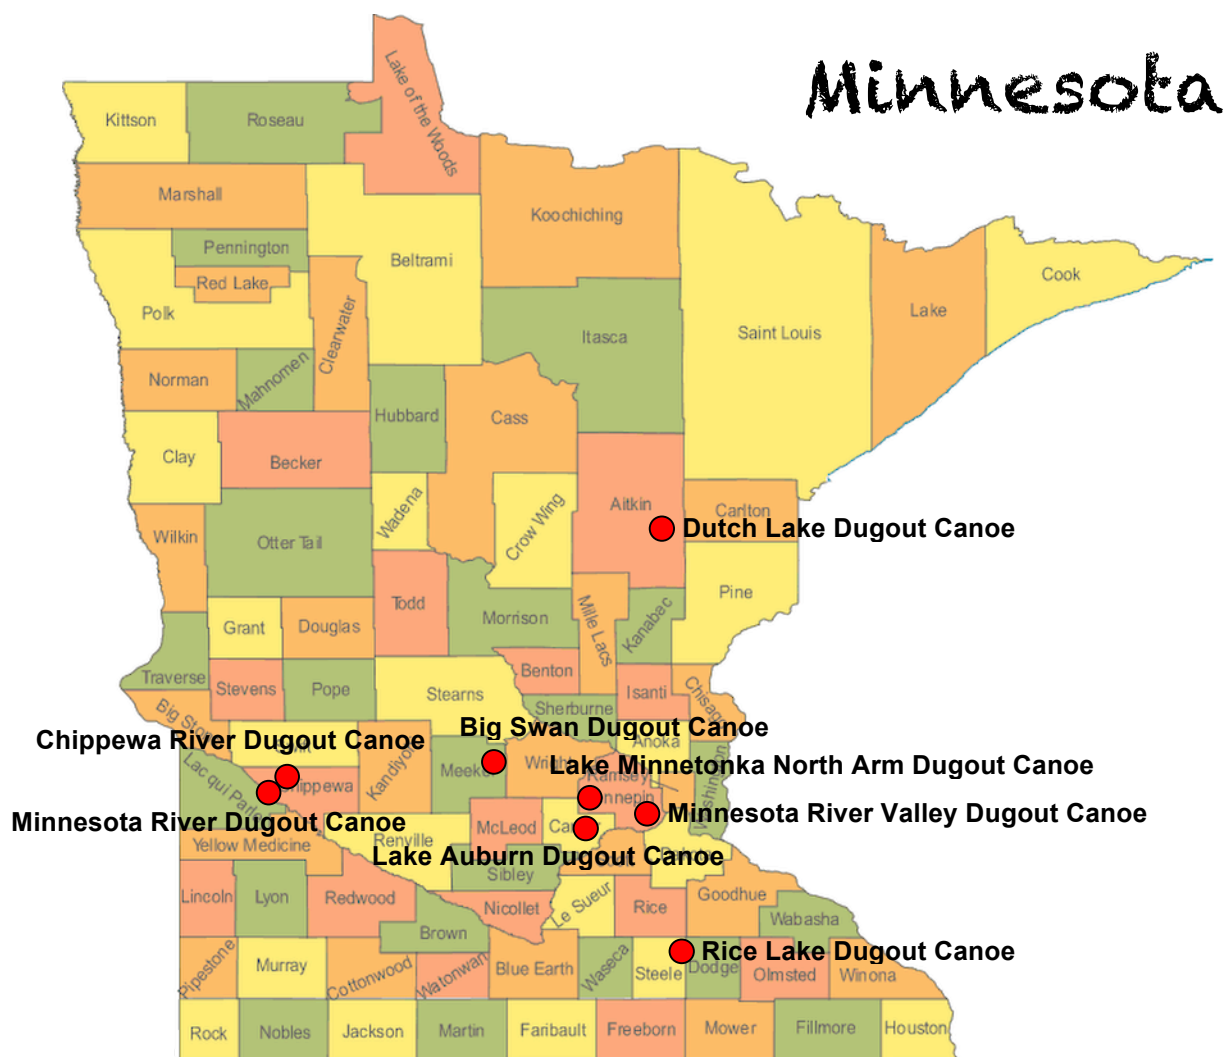 Minnesota
Lake of the Woods
Kittson
Roseau
Marshall
Koochiching
Pennington
Beltrami
Red Lake
Cook
Polk
Clearwater
Lake
Saint Louis
Itasca
Norman
Mahnomen
Hubbard
Cass
Clay
Becker
Wadena
Crow Wing
Aitkin
Carlton
Dutch Lake Dugout Canoe
Wilkin
Otter Tail
Pine
Todd
Mille Lacs
Kanabac
Morrison
Grant
Douglas
Benton
Traverse
Stevens
Pope
Stearns
Isanti
Chisago
Sherburne
Big Swan Dugout Canoe
Chippewa River Dugout Canoe
Anoka
Kandiyo
Meeker
Wright
Lake Minnetonka North Arm Dugout Canoe
Ramsey
Washington
Lac qui Parle
Minnesota River Valley Dugout Canoe
Minnesota River Dugout Canoe
McLeod
Renville
Yellow Medicine
Lake Auburn Dugout Canoe
Dakota
Sibley
Lincoln
Lyon
Redwood
Nicollet
Le Sueur
Rice
Goodhue
Wabasha
Brown
Rice Lake Dugout Canoe
Pipestone
Murray
Cottonwood
Watonwan
Blue Earth
Waseca
Steele
Dodge
Olmsted
Winona
Rock
Nobles
Jackson
Martin
Faribault
Freeborn
Mower
Fillmore
Houston